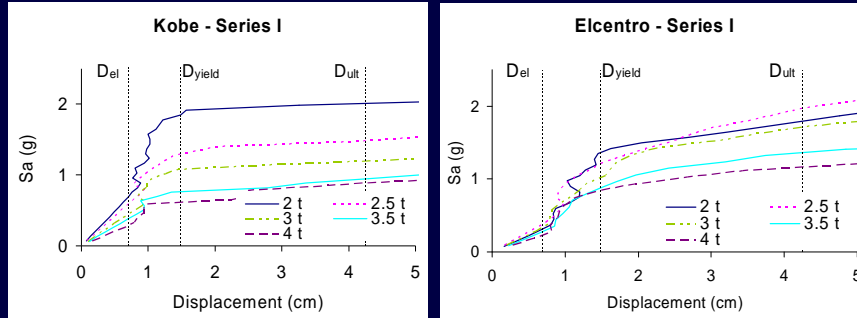 Kobe - Series I
Del
Dyield
Dult
2
1
0
Sa (g)
2 t
2.5 t
3 t
3.5 t
4 t
0
1
2
3
4
5
Displacement (cm)
Elcentro - Series I
Del
Dyield
Dult
2
1
0
Sa (g)
2 t
2.5 t
3 t
3.5 t
4 t
0
1
2
3
4
5
Displacement (cm)